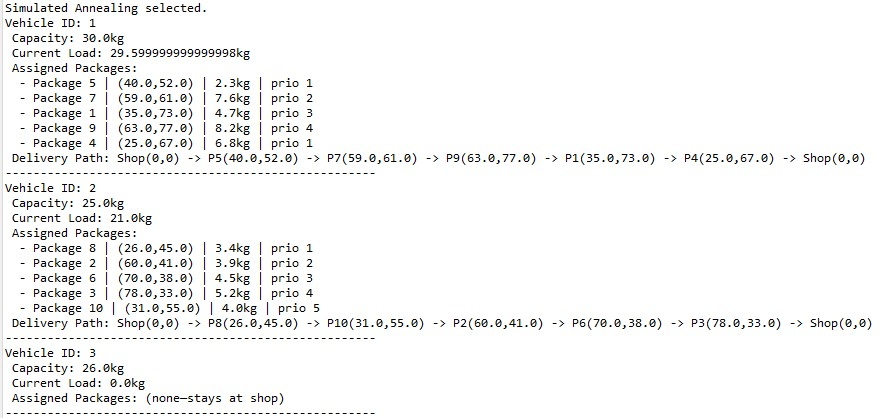 Simulated Annealing selected.
Vehicle ID: 1
 Capacity: 30.0kg
 Current Load: 29.599999999999998kg
 Assigned Packages:
  - Package 5 | (40.0,52.0) | 2.3kg | prio 1
  - Package 7 | (59.0,61.0) | 7.6kg | prio 2
  - Package 1 | (35.0,73.0) | 4.7kg | prio 3
  - Package 9 | (63.0,77.0) | 8.2kg | prio 4
  - Package 4 | (25.0,67.0) | 6.8kg | prio 1
 Delivery Path: Shop(0,0) -> P5(40.0,52.0) -> P7(59.0,61.0) -> P9(63.0,77.0) -> P1(35.0,73.0) -> P4(25.0,67.0) -> Shop(0,0)
-----------------------------------------------------
Vehicle ID: 2
 Capacity: 25.0kg
 Current Load: 21.0kg
 Assigned Packages:
  - Package 8 | (26.0,45.0) | 3.4kg | prio 1
  - Package 2 | (60.0,41.0) | 3.9kg | prio 2
  - Package 6 | (70.0,38.0) | 4.5kg | prio 3
  - Package 3 | (78.0,33.0) | 5.2kg | prio 4
  - Package 10 | (31.0,55.0) | 4.0kg | prio 5
 Delivery Path: Shop(0,0) -> P8(26.0,45.0) -> P10(31.0,55.0) -> P2(60.0,41.0) -> P6(70.0,38.0) -> P3(78.0,33.0) -> Shop(0,0)
-----------------------------------------------------
Vehicle ID: 3
 Capacity: 26.0kg
 Current Load: 0.0kg
 Assigned Packages: (none—stays at shop)
-----------------------------------------------------